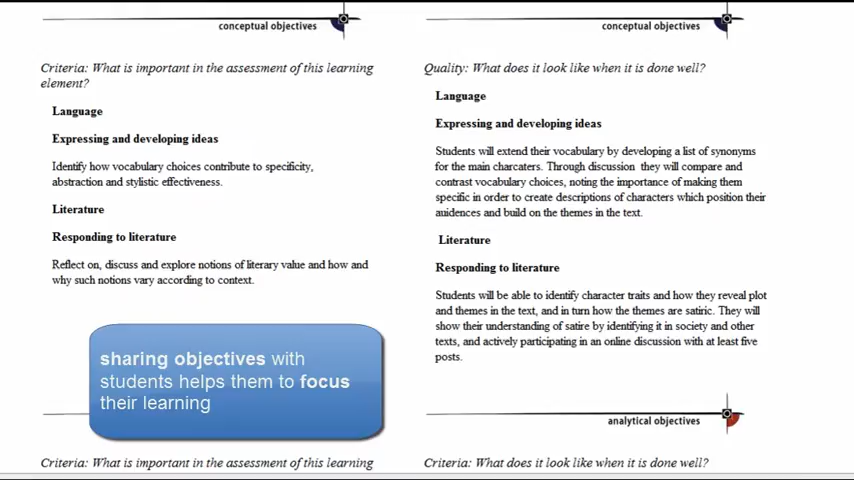 conceptual objectives
Criteria: What is important in the assessment of this learning
element?
Language
Expressing and developing ideas
Identify how vocabulary choices contribute to specificity,
abstraction and stylistic effectiveness.
Literature
Responding to literature
Reflect on, discuss and explore notions of literary value and how and
why such notions vary according to context.
sharing objectives with
students helps them to focus
their learning
Criteria: What is important in the assessment of this learning
conceptual objectives
Quality: What does it look like when it is done well?
Language
Expressing and developing ideas
Students will extend their vocabulary by developing a list of synonyms
for the main charcaters. Through discussion they will compare and
contrast vocabulary choices, noting the importance of making them
specific in order to create descriptions of characters which position their
auidences and build on the themes in the text.
Literature
Responding to literature
Students will be able to identify character traits and how they reveal plot
and themes in the text, and in turn how the themes are satiric. They will
show their understanding of satire by identifying it in society and other
texts, and actively participating in an online discussion with at least five
posts.
analytical objectives
Criteria: What does it look like when it is done well?